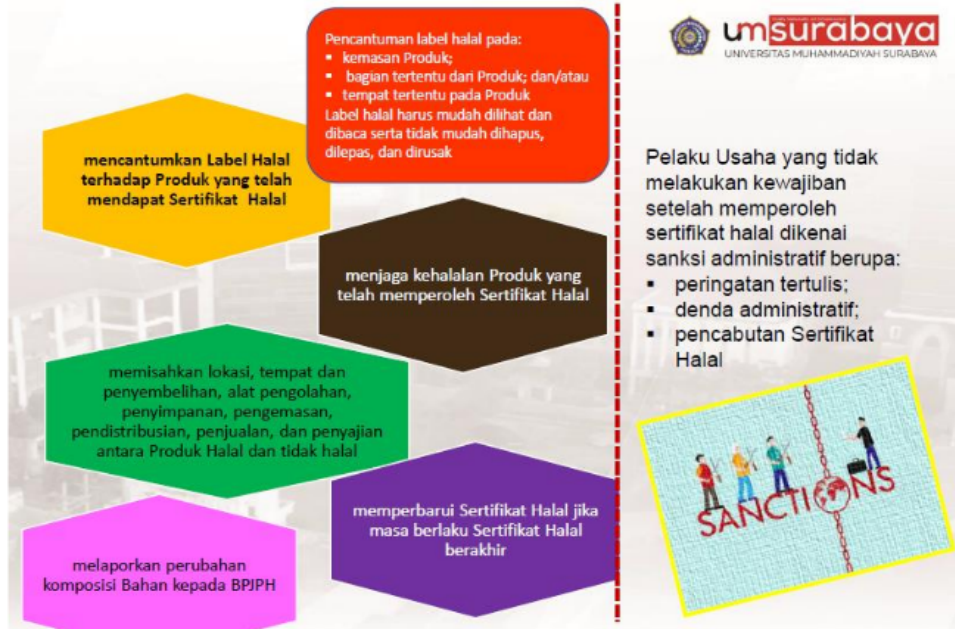 Pencantuman label halal pada:
▪ kemasan Produk;
▪ bagian tertentu dari Produk; dan/atau
▪ tempat tertentu pada Produk
Label halal harus mudah dilihat dan
dibaca serta tidak mudah dihapus,
dilepas, dan dirusak
umsurabaya
UNIVERSITAS MUHAMMADIYAH SURABAYA
mencantumkan Label Halal
terhadap Produk yang telah
mendapat Sertifikat Halal
menjaga kehalalan Produk yang
telah memperoleh Sertifikat Halal
memisahkan lokasi, tempat dan
penyembelihan, alat pengolahan,
penyimpanan, pengemasan,
pendistribusian, penjualan, dan penyajian
antara Produk Halal dan tidak halal
memperbarui Sertifikat Halal jika
masa berlaku Sertifikat Halal
berakhir
melaporkan perubahan
komposisi Bahan kepada BPJPH
Pelaku Usaha yang tidak
melakukan kewajiban
setelah memperoleh
sertifikat halal dikenai
sanksi administratif berupa:
▪ peringatan tertulis;
▪ denda administratif;
▪ pencabutan Sertifikat
Halal
SANCTIONS